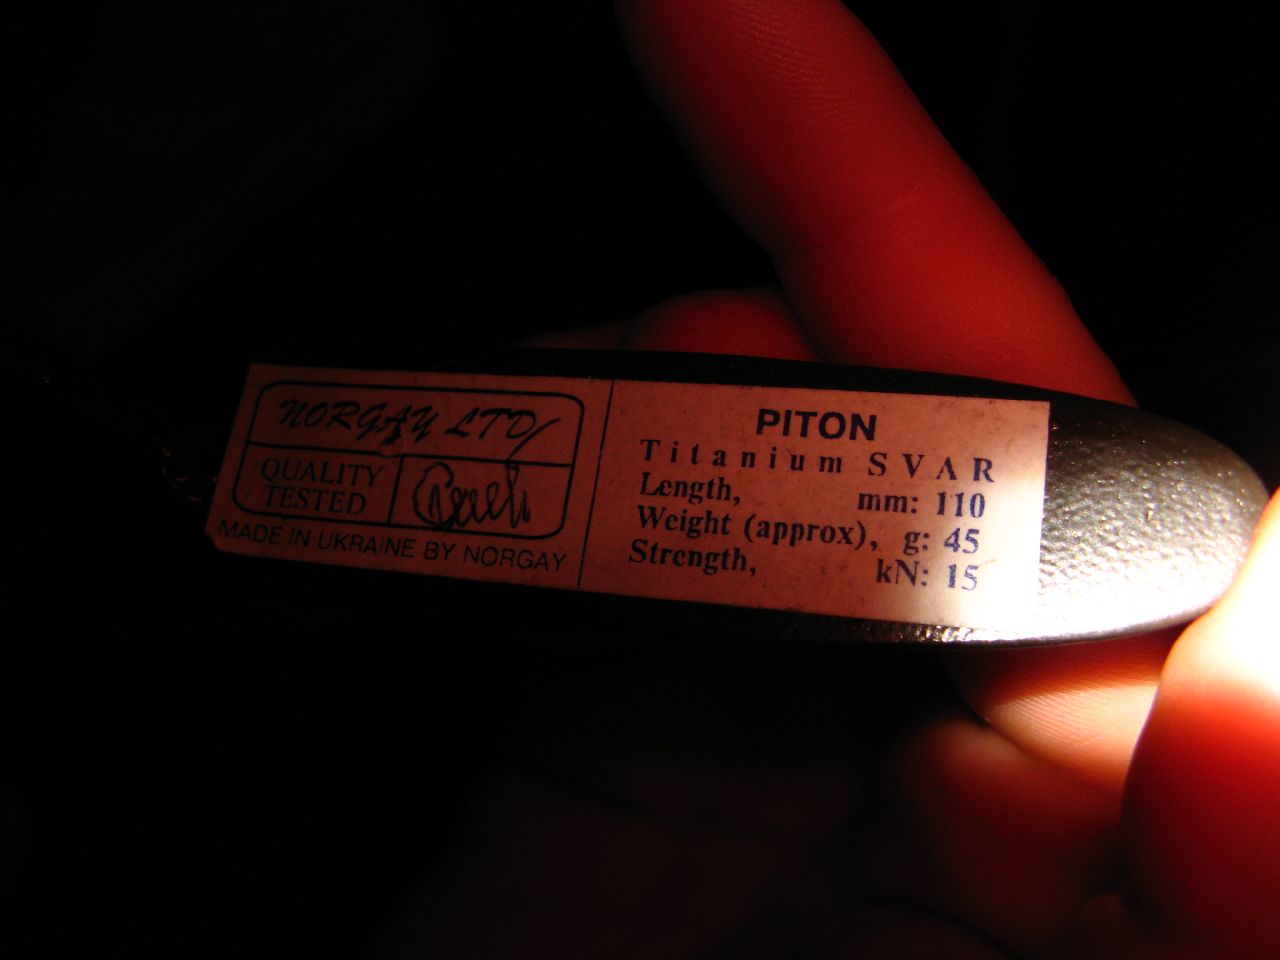 NORGAY LTD
QUALITY
TESTED
MADE IN UKRAINE BY NORGAY
PITON
Titanium SVAR
Length, mm: 110
Weight (approx), g: 45
Strength, kN: 15